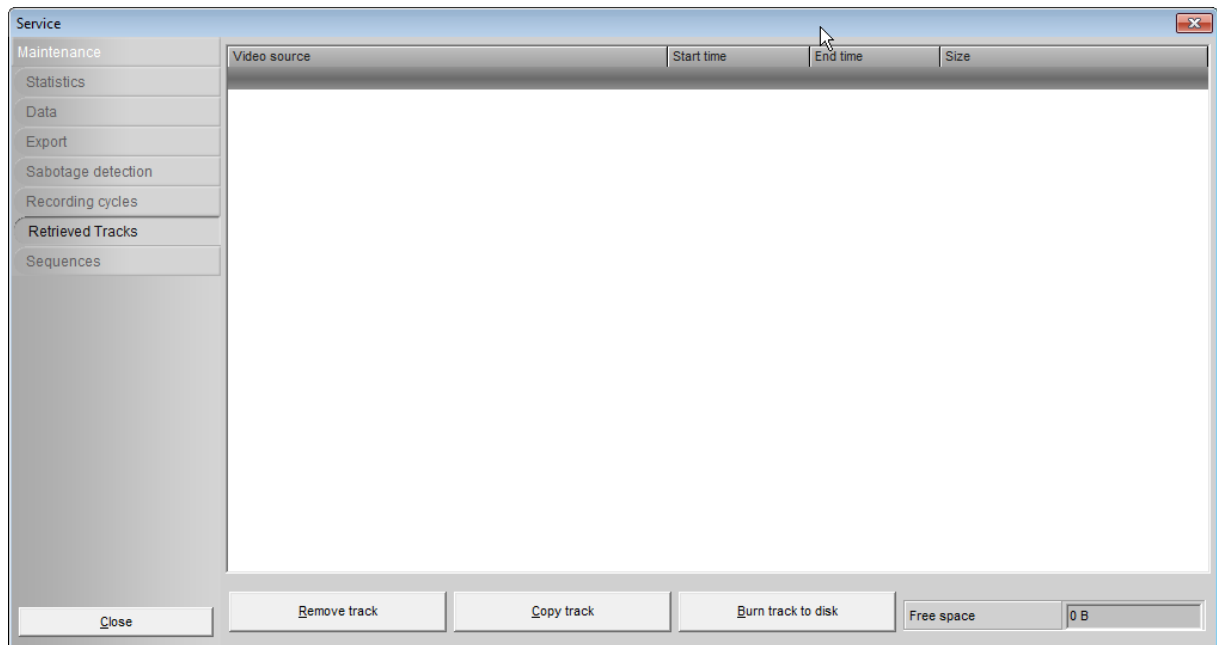 Service
Maintenance
Statistics
Data
Export
Sabotage detection
Recording cycles
Retrieved Tracks
Sequences
Close
Video source Start time End time Size
Remove track Copy track Burn track to disk Free space 0 B